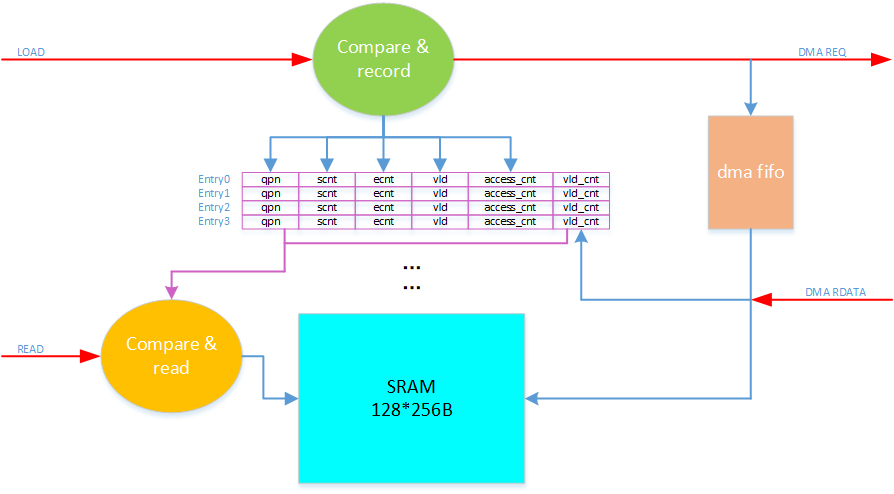 LOAD
Compare &
record
DMA REQ
dma fifo
Entry0 qpn scnt ecnt vld access_cnt vld_cnt
Entry1 qpn scnt ecnt vld access_cnt vld_cnt
Entry2 qpn scnt ecnt vld access_cnt vld_cnt
Entry3 qpn scnt ecnt vld access_cnt vld_cnt
...
...
DMA RDATA
READ
Compare &
read
SRAM
128*256B